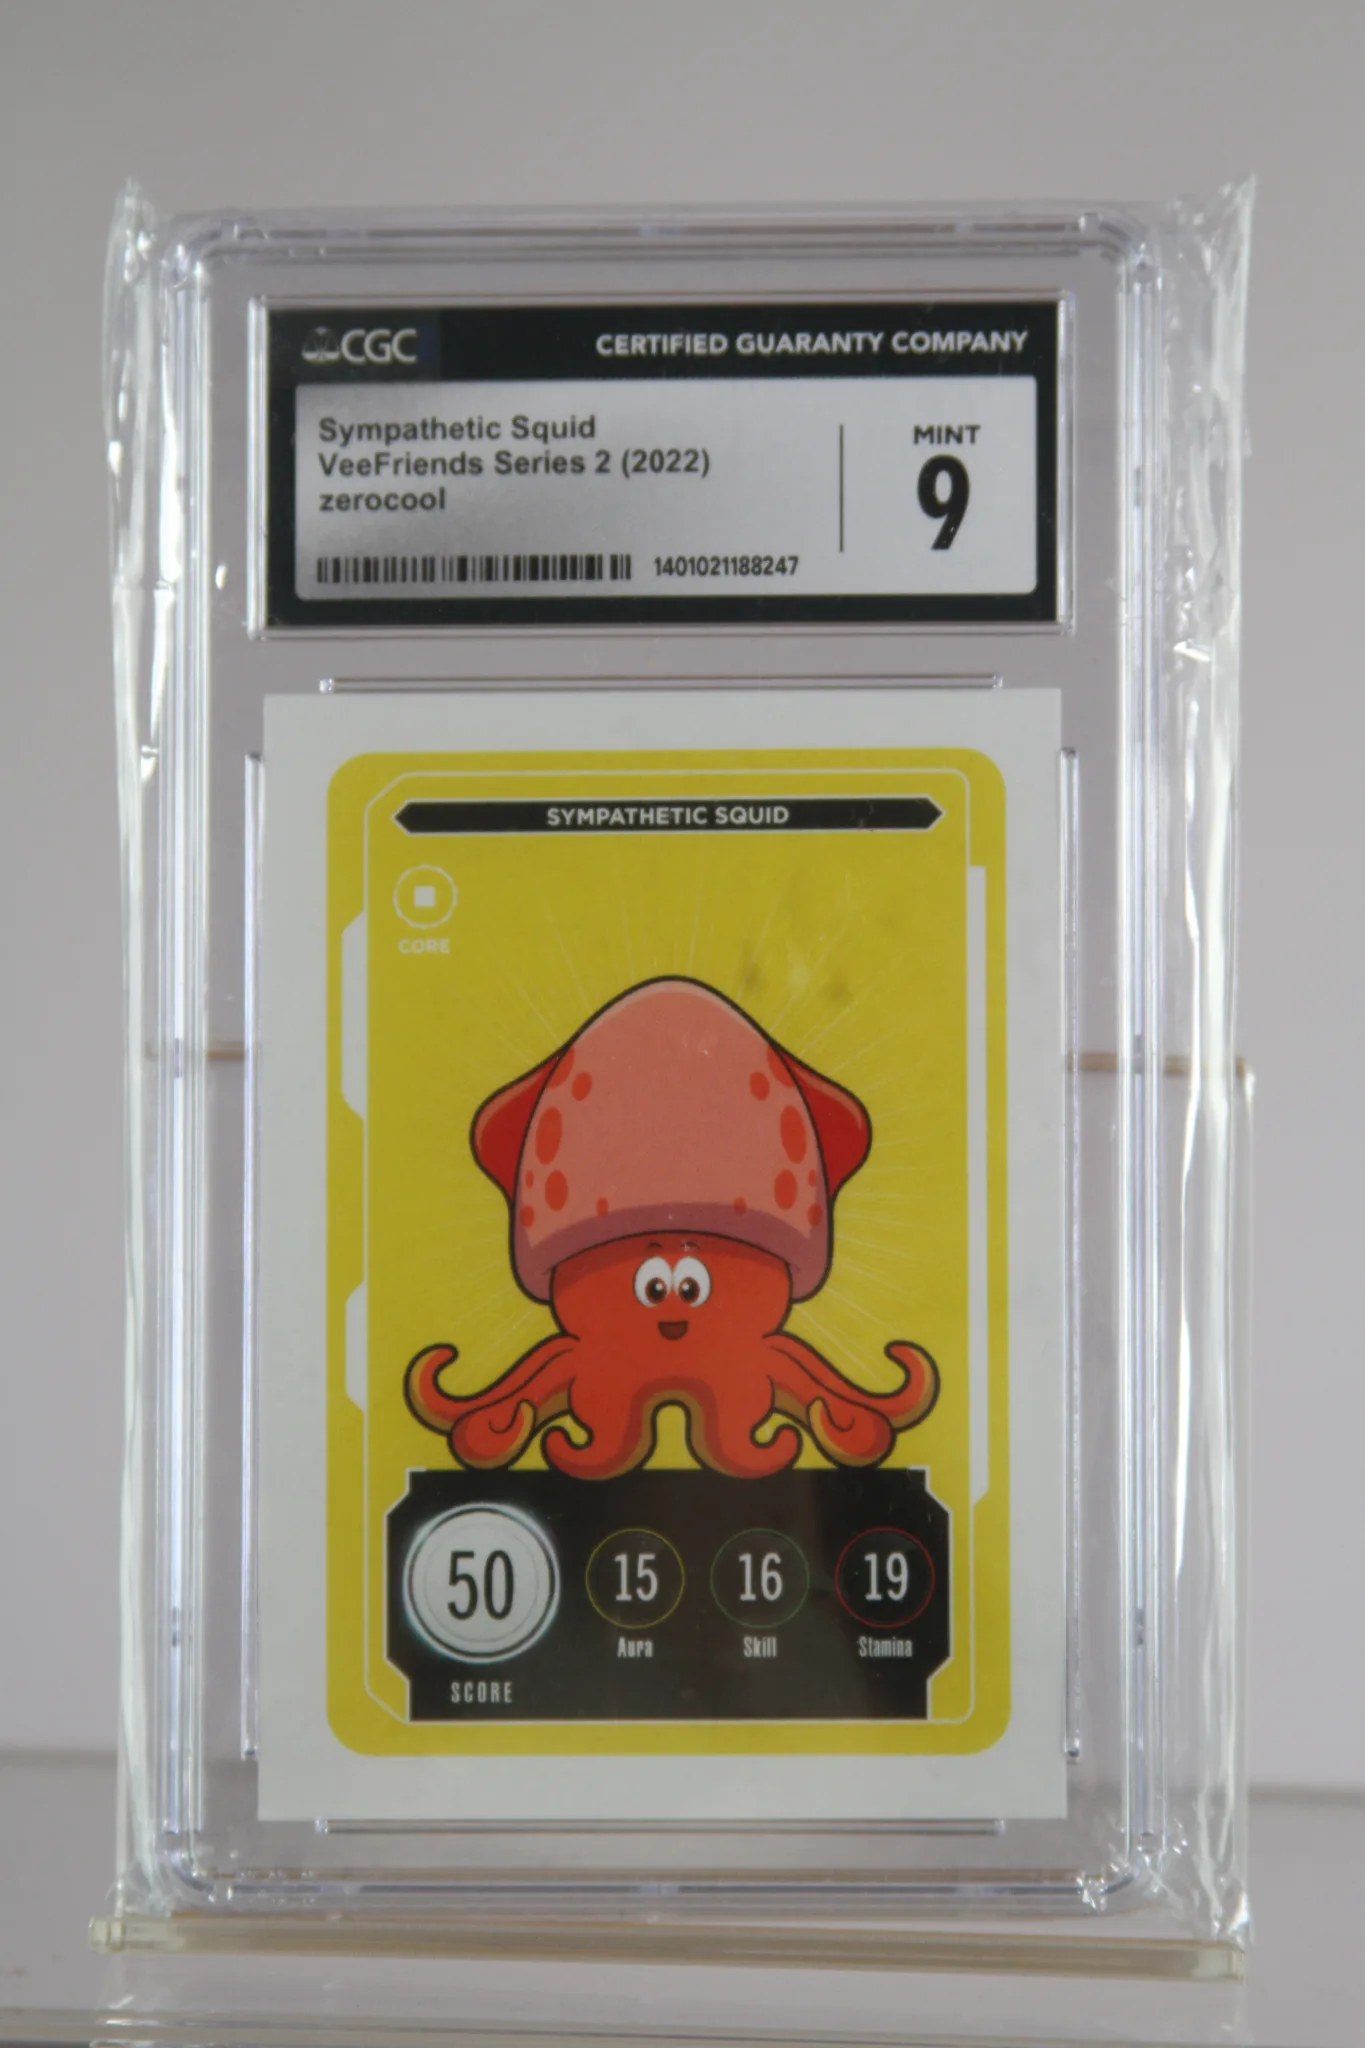 CGC
CERTIFIED GUARANTY COMPANY
Sympathetic Squid
VeeFriends Series 2 (2022)
zerocool
1401021188247
MINT
9
SYMPATHETIC SQUID
CORE
50
SCORE
15
Aura
16
Skill
19
Stamina